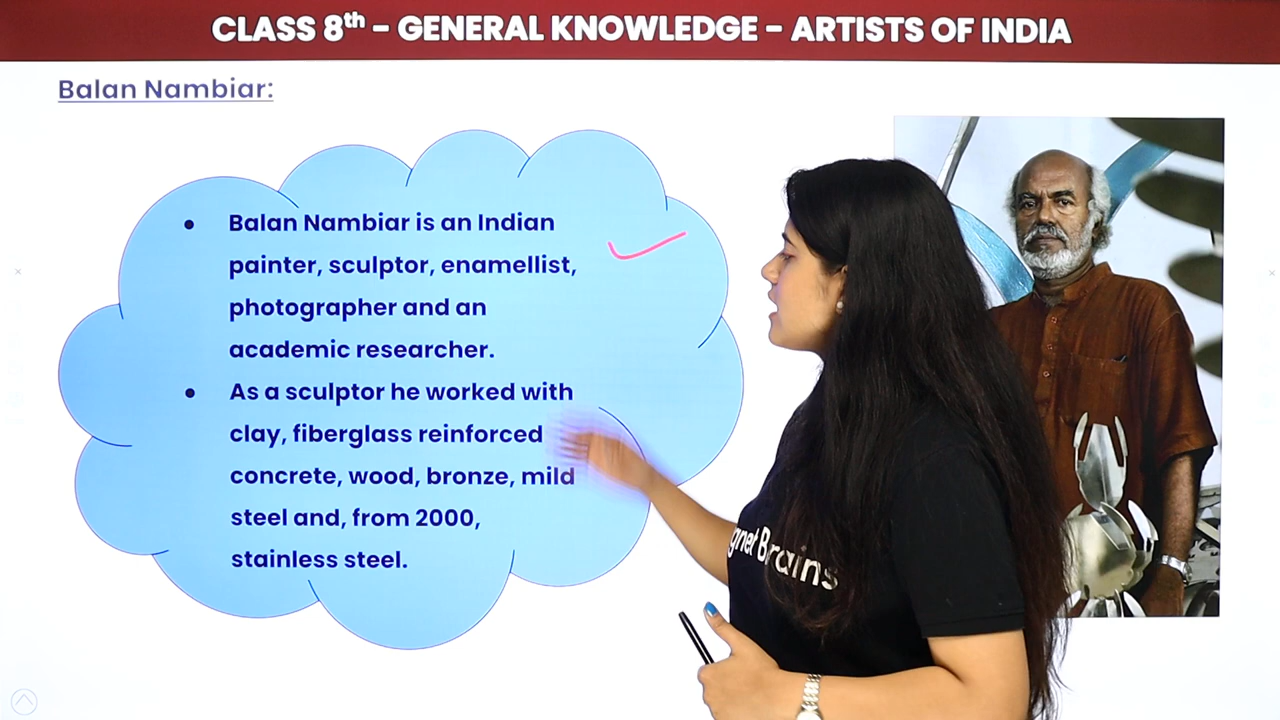 CLASS 8th - GENERAL KNOWLEDGE - ARTISTS OF INDIA
Balan Nambiar:
• Balan Nambiar is an Indian
painter, sculptor, enamellist,
photographer and an
academic researcher.
• As a sculptor he worked with
clay, fiberglass reinforced
concrete, wood, bronze, mild
steel and, from 2000,
stainless steel.
gnet Brains